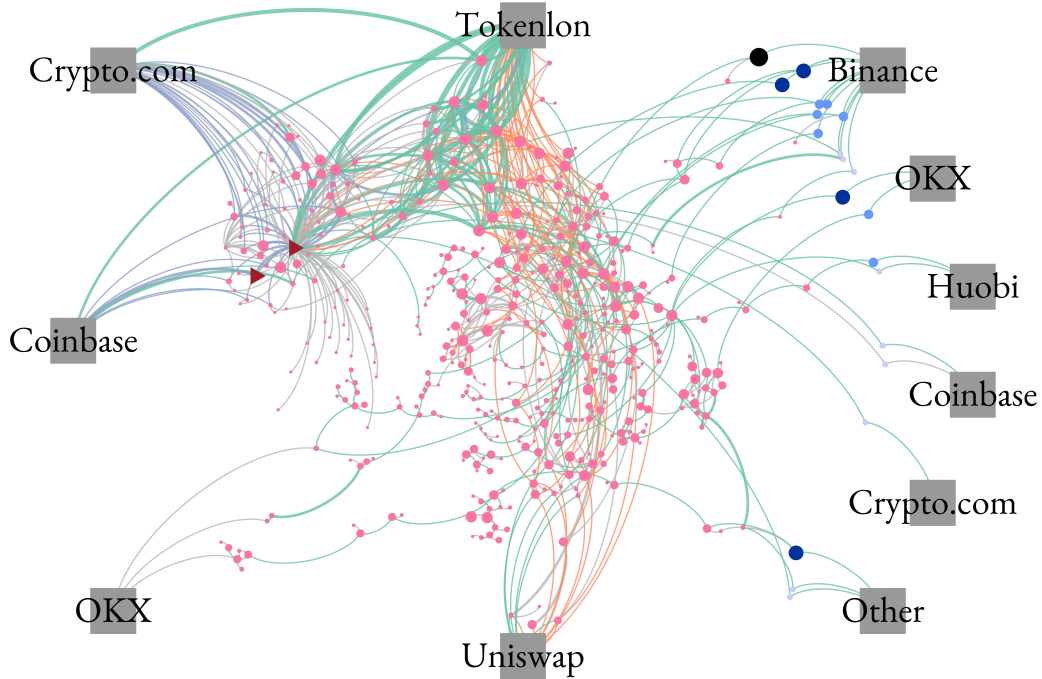 Tokenlon
Crypto.com
Binance
OKX
Huobi
Coinbase
Coinbase
Crypto.com
OKX
Other
Uniswap